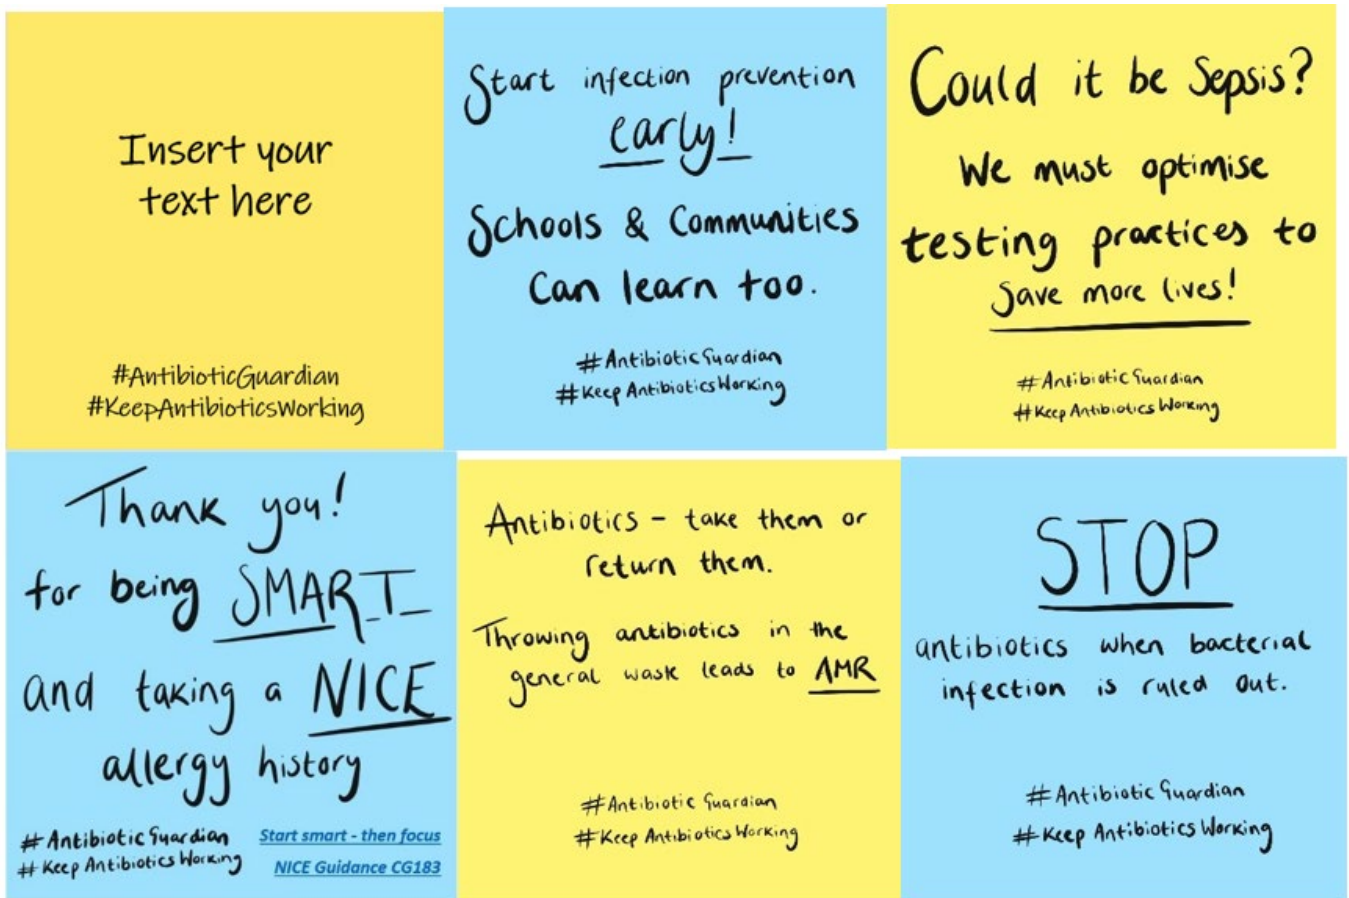 Insert your
text here
#AntibioticGuardian
#KeepAntibioticsWorking
Start infection prevention
early!
Schools & Communities
Can learn too.
#AntibioticGuardian
#KeepAntibioticsWorking
Could it be Sepsis?
We must optimise
testing practices to
save more lives!
#AntibioticGuardian
#KeepAntibioticsWorking
Thank you!
for being SMART
and taking a NICE
allergy history
#AntibioticGuardian
#KeepAntibioticsWorking
Start smart - then focus
NICE Guidance CG183
Antibiotics - take them or
return them.
Throwing antibiotics in the
general waste leads to AMR
#AntibioticGuardian
#KeepAntibioticsWorking
STOP
antibiotics when bacterial
infection is ruled out.
#AntibioticGuardian
#KeepAntibioticsWorking